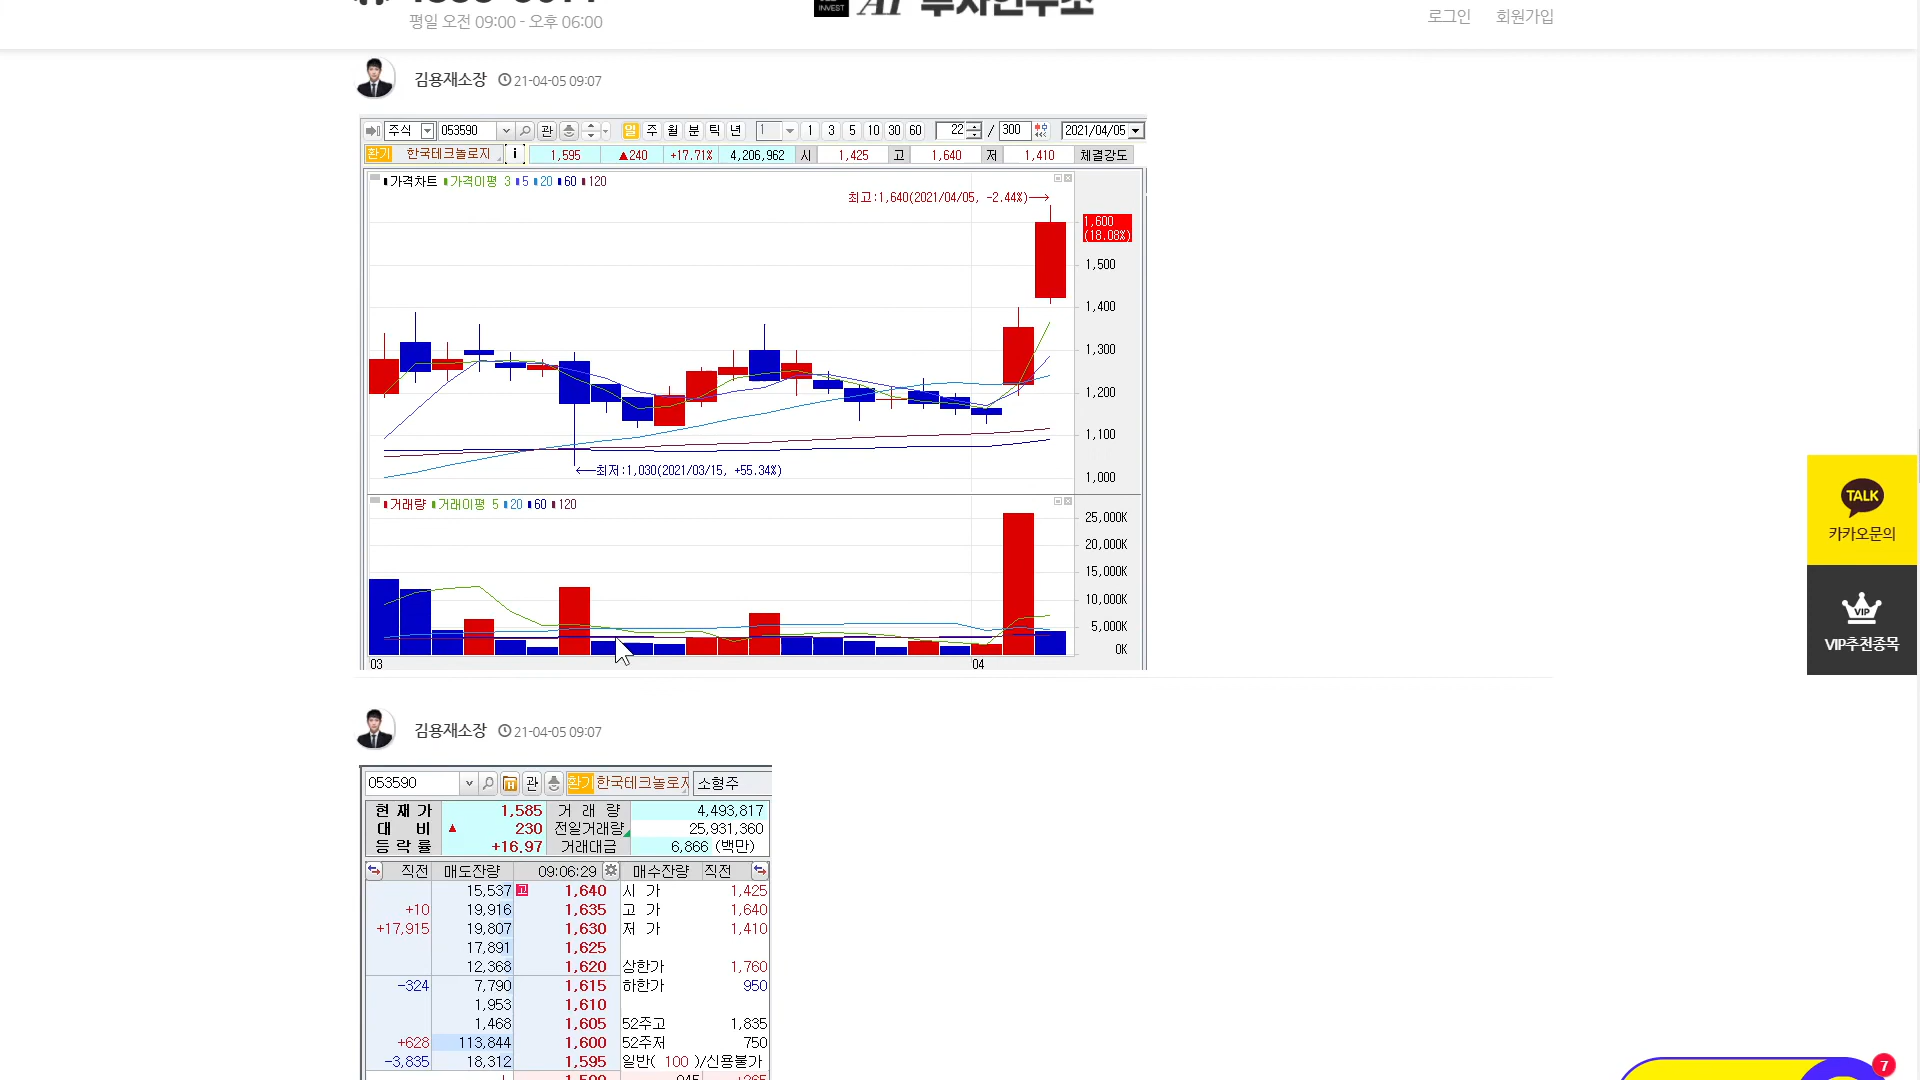 평일 오전 09:00 - 오후 06:00
INVEST AI 투자연구소
로그인 회원가입
김용재소장 21-04-05 09:07
주식 053590 관 일 주 월 분 틱 년 1 1 3 5 10 30 60 22 / 300 2021/04/05
환기 한국테크놀로지 i 1,595 ▲240 +17.71% 4,206,962 시 1,425 고 1,640 저 1,410 체결강도
가격차트 가격이평 3 5 20 60 120
최고:1,640(2021/04/05, -2.44%)→
1,600
(18.08%)
1,500
1,400
1,300
1,200
1,100
←최저:1,030(2021/03/15, +55.34%)
1,000
거래량 거래이평 5 20 60 120
25,000K
20,000K
15,000K
10,000K
5,000K
0K
03 04
TALK
카카오문의
VIP
VIP추천종목
김용재소장 21-04-05 09:07
053590 관 환기 한국테크놀로지 소형주
현재가 1,585 거래량 4,493,817
대비 ▲ 230 전일거래량 25,931,360
등락률 +16.97 거래대금 6,866 (백만)
직전 매도잔량 09:06:29 매수잔량 직전
15,537 고 1,640 시가 1,425
+10 19,916 1,635 고가 1,640
+17,915 19,807 1,630 저가 1,410
17,891 1,625
12,368 1,620 상한가 1,760
-324 7,790 1,615 하한가 950
1,953 1,610
1,468 1,605 52주고 1,835
+628 113,844 1,600 52주저 750
-3,835 18,312 1,595 일반( 100 )/신용불가
7